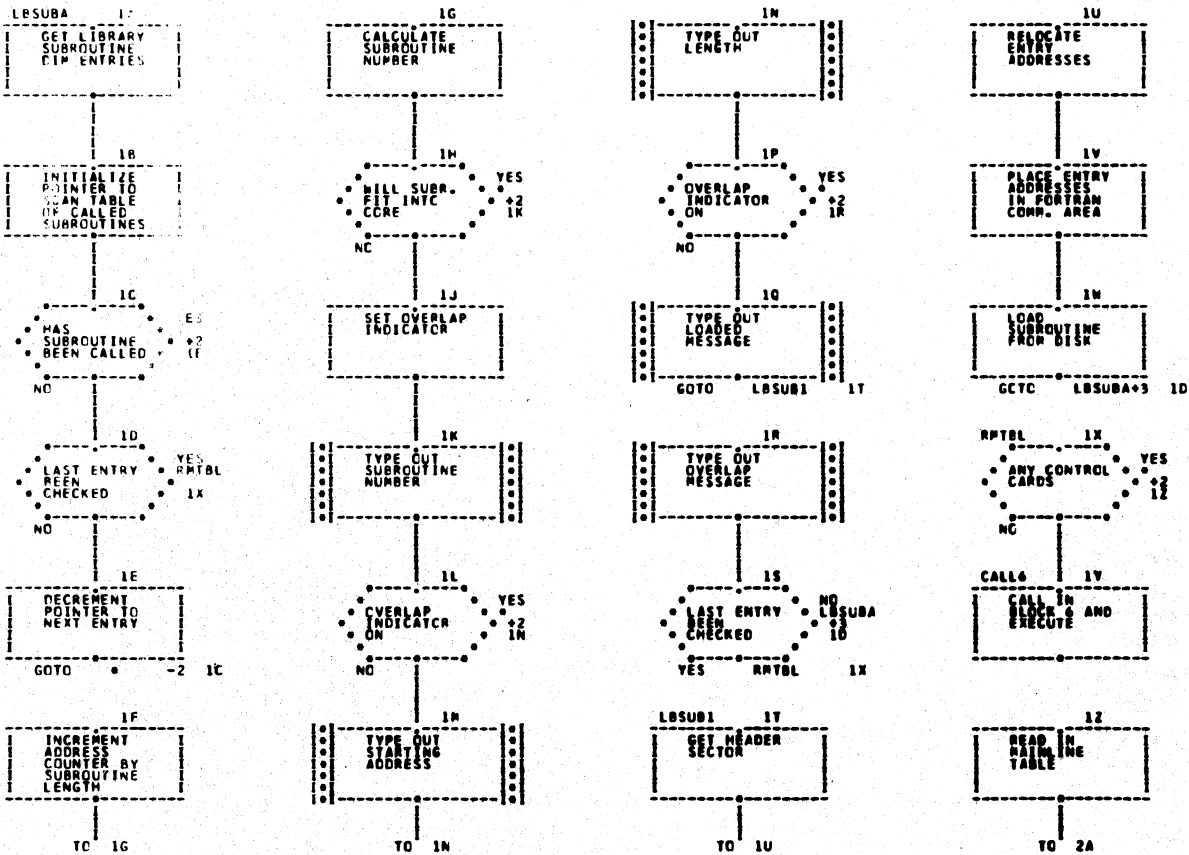 LBSUBA
GET LIBRARY
SUBROUTINE
DIM ENTRIES
1B
INITIALIZE
POINTER TO
SCAN TABLE
OF CALLED
SUBROUTINES
1C
HAS
SUBROUTINE
BEEN CALLED
+2
NO
1D
LAST ENTRY
BEEN
CHECKED
YES
RMTBL
1X
NO
1E
DECREMENT
POINTER TO
NEXT ENTRY
GOTO * -2 1C
1F
INCREMENT
ADDRESS
COUNTER BY
SUBROUTINE
LENGTH
TO 1G
1G
CALCULATE
SUBROUTINE
NUMBER
1H
WILL SUBR.
FIT INTO
CORE
YES
+2
1K
NO
1J
SET OVERLAP
INDICATOR
1K
TYPE OUT
SUBROUTINE
NUMBER
1L
OVERLAP
INDICATOR
ON
YES
+2
1N
NO
1M
TYPE OUT
STARTING
ADDRESS
TO 1N
1N
TYPE OUT
LENGTH
1P
OVERLAP
INDICATOR
ON
YES
+2
1R
NO
1Q
TYPE OUT
LOADED
MESSAGE
GOTO LBSUB1 1T
1R
TYPE OUT
OVERLAP
MESSAGE
1S
LAST ENTRY
BEEN
CHECKED
NO
LBSUBA
+3
1D
YES RMTBL 1X
LBSUB1 1T
GET HEADER
SECTOR
TO 1U
1U
RELOCATE
ENTRY
ADDRESSES
1V
PLACE ENTRY
ADDRESSES
IN FORTRAN
COMM. AREA
1W
LOAD
SUBROUTINE
FROM DISK
GOTO LBSUBA+3 1D
RMTBL 1X
ANY CONTROL
CARDS
YES
+2
1Z
NO
CALL6 1Y
CALL IN
BLOCK 6 AND
EXECUTE
1Z
READ IN
MAINLINE
TABLE
TO 2A